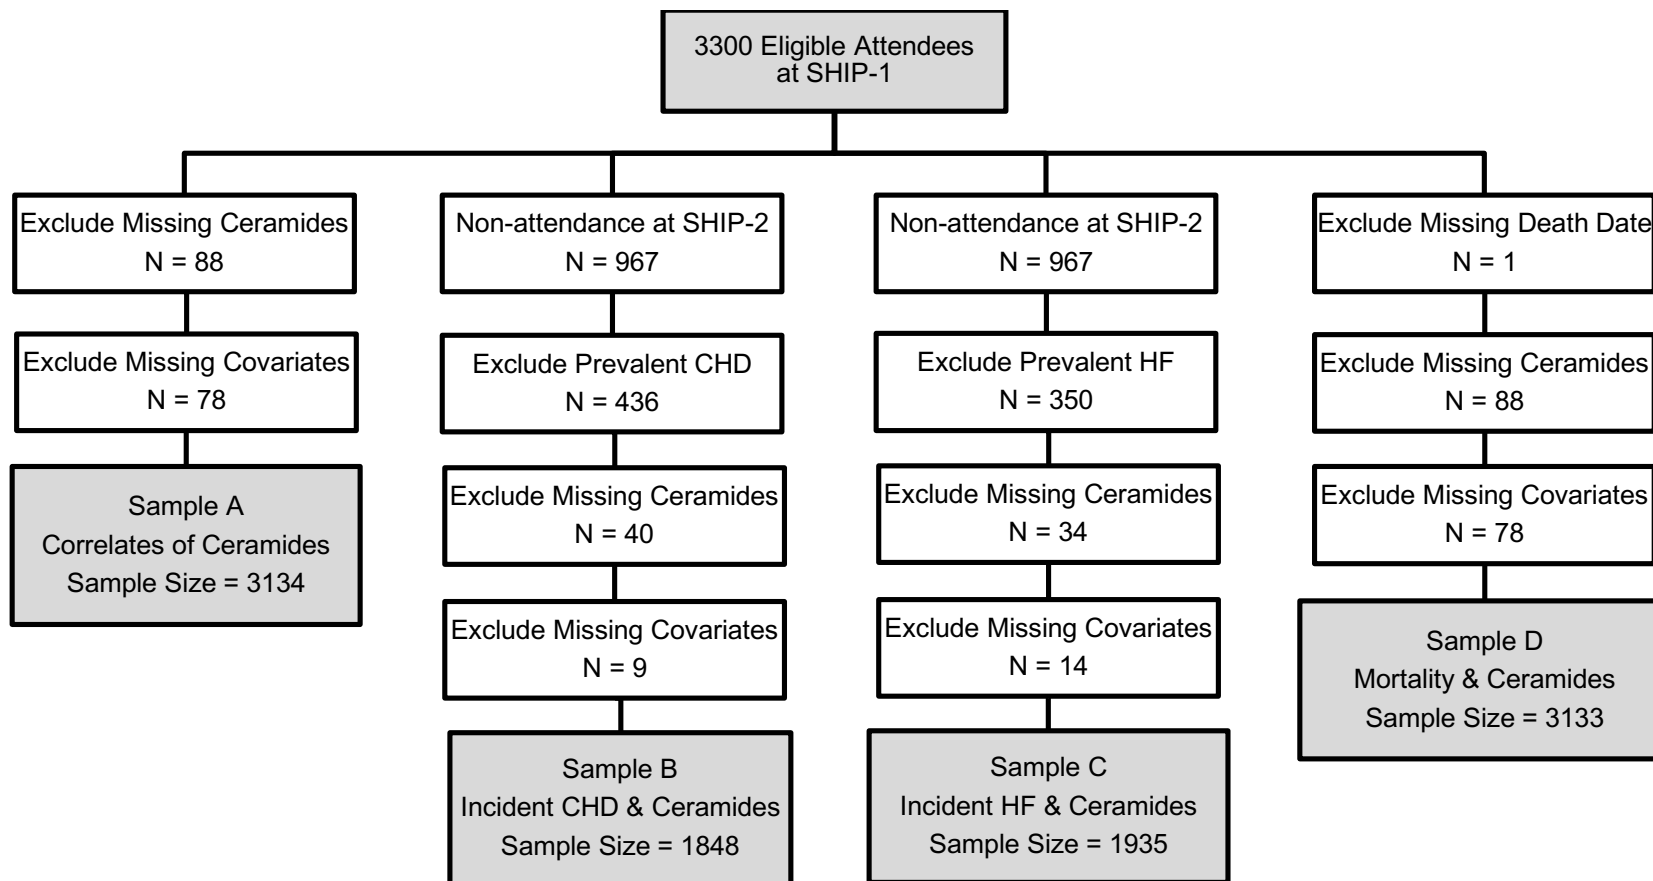 3300 Eligible Attendees
at SHIP-1
Exclude Missing Ceramides
N = 88
Exclude Missing Covariates
N = 78
Sample A
Correlates of Ceramides
Sample Size = 3134
Non-attendance at SHIP-2
N = 967
Exclude Prevalent CHD
N = 436
Exclude Missing Ceramides
N = 40
Exclude Missing Covariates
N = 9
Sample B
Incident CHD & Ceramides
Sample Size = 1848
Non-attendance at SHIP-2
N = 967
Exclude Prevalent HF
N = 350
Exclude Missing Ceramides
N = 34
Exclude Missing Covariates
N = 14
Sample C
Incident HF & Ceramides
Sample Size = 1935
Exclude Missing Death Date
N = 1
Exclude Missing Ceramides
N = 88
Exclude Missing Covariates
N = 78
Sample D
Mortality & Ceramides
Sample Size = 3133